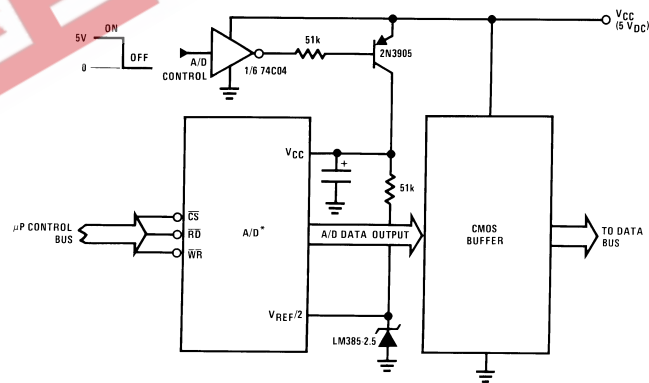 ON
5V
OFF
0
A/D
CONTROL
1/6 74C04
51k
2N3905
VCC
(5 VDC)
VCC
+
51k
μP CONTROL
BUS
CS
RD
WR
A/D*
A/D DATA OUTPUT
CMOS
BUFFER
TO DATA
BUS
VREF/2
LM385-2.5